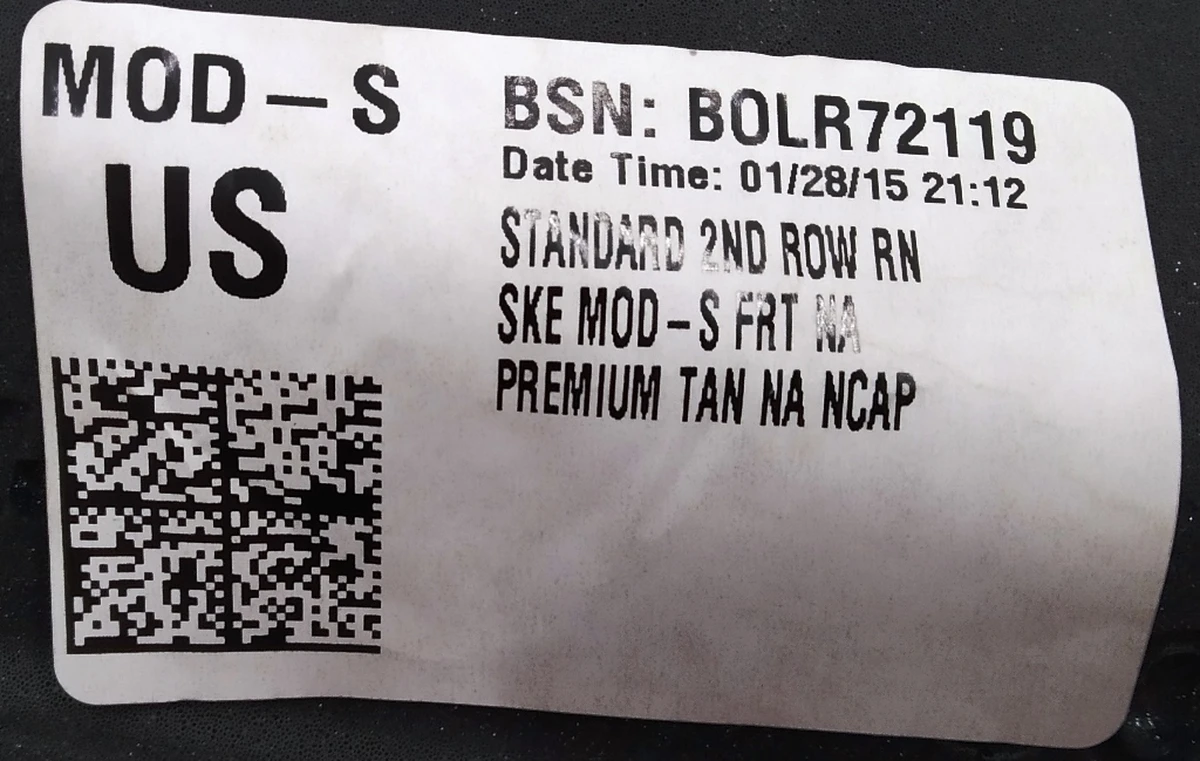 MOD-S
US
BSN: BOLR72119
Date Time: 01/28/15 21:12
STANDARD 2ND ROW RN
SKE MOD-S FRT NA
PREMIUM TAN NA NCAP